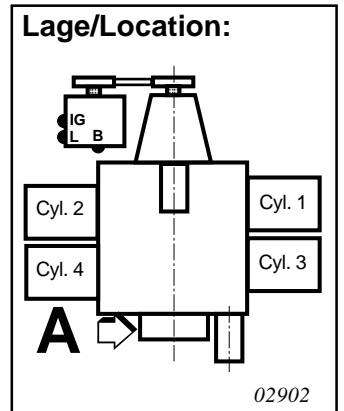 Lage/Location:
IG
L B
Cyl. 2
Cyl. 1
Cyl. 4
Cyl. 3
A
02902